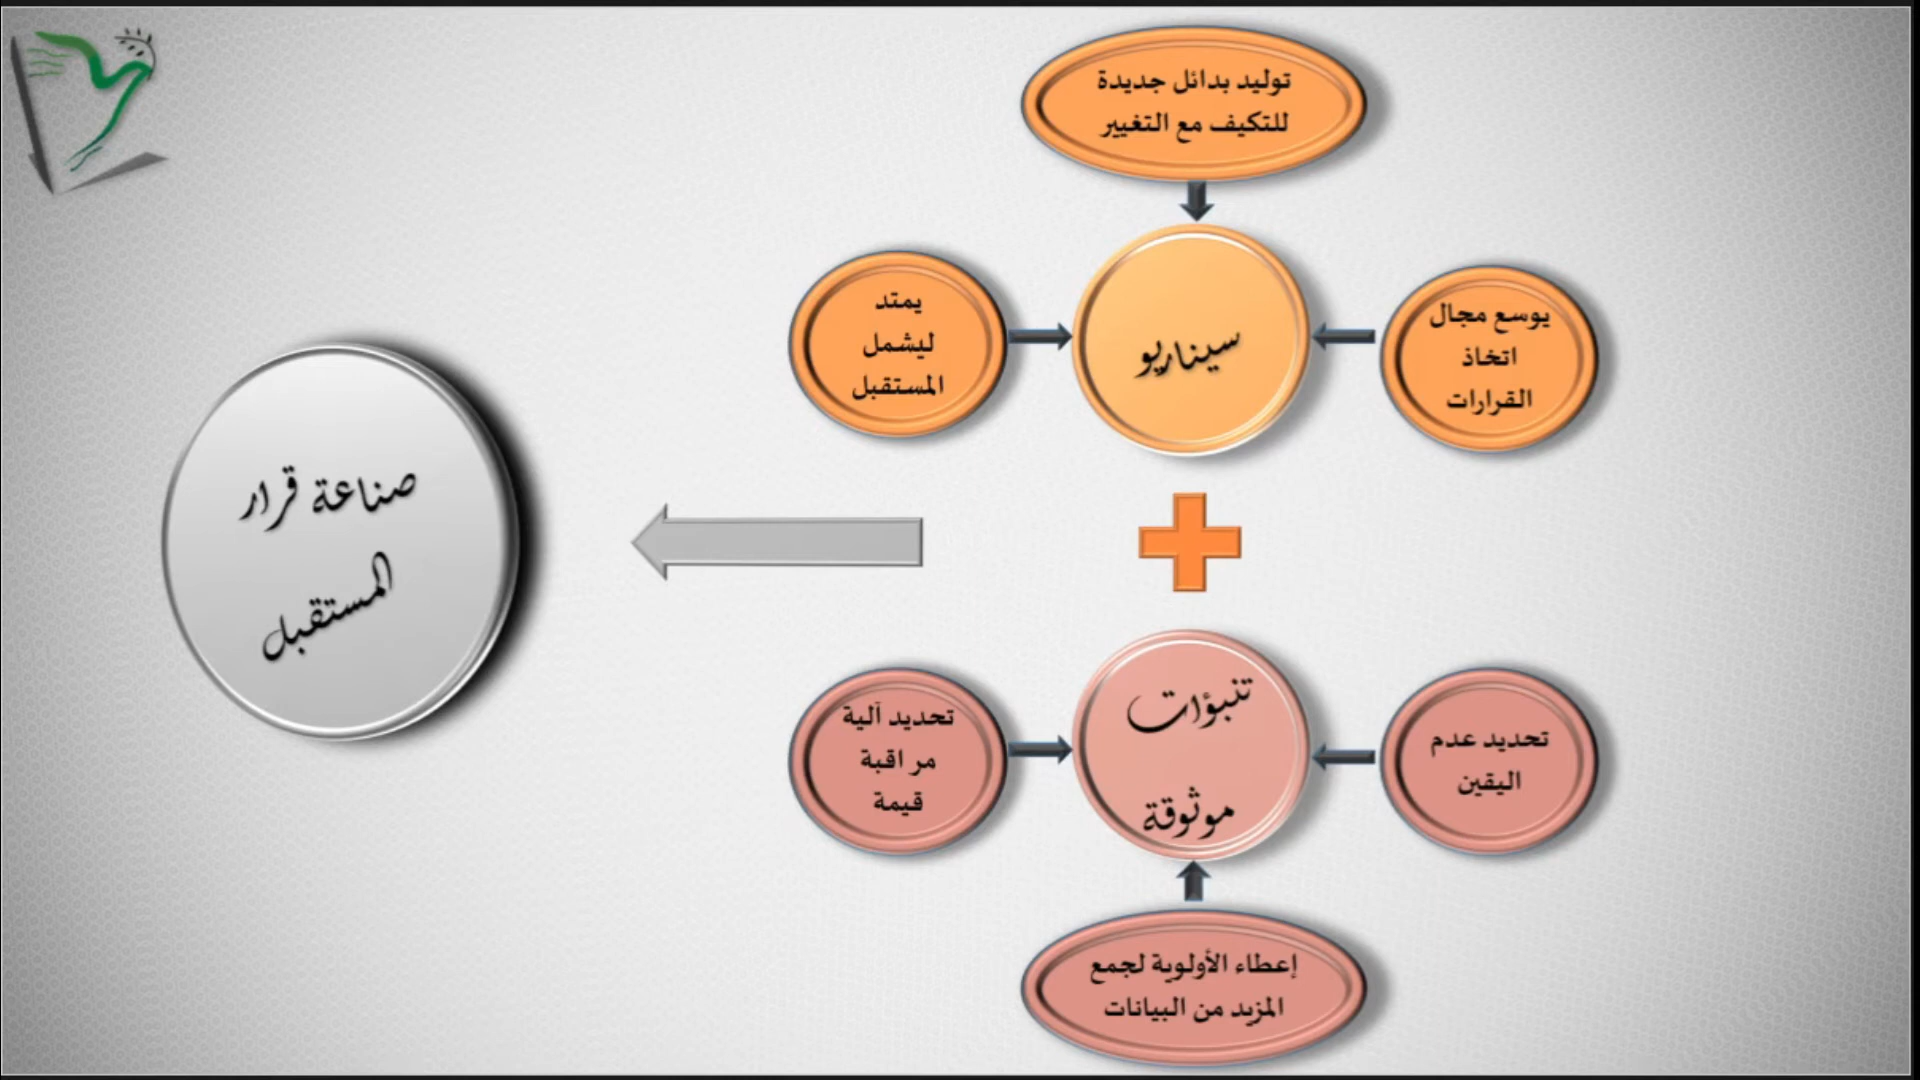 توليد بدائل جديدة
للتكيف مع التغيير
يوسع مجال
اتخاذ
القرارات
سيناريو
يمتد
ليشمل
المستقبل
صناعة قرار
المستقبل
تحديد عدم
اليقين
تنبؤات
موثوقة
تحديد آلية
مراقبة
قيمة
إعطاء الأولوية لجمع
المزيد من البيانات